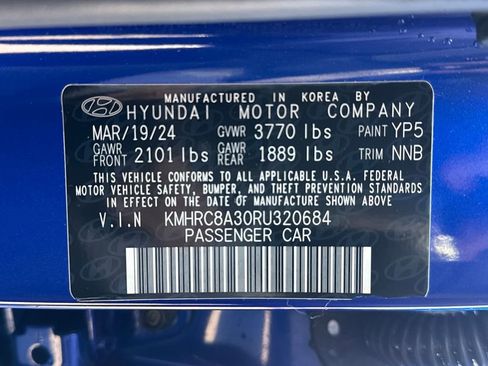 MANUFACTURED IN KOREA BY
HYUNDAI MOTOR COMPANY
MAR/19/24 GVWR 3770 lbs PAINT YP5
GAWR FRONT 2101 lbs GAWR REAR 1889 lbs TRIM NNB
THIS VEHICLE CONFORMS TO ALL APPLICABLE U.S.A. FEDERAL
MOTOR VEHICLE SAFETY, BUMPER, AND THEFT PREVENTION
STANDARDS IN EFFECT ON THE DATE OF MANUFACTURE SHOWN ABOVE.
V.I.N KMHRC8A30RU320684
PASSENGER CAR